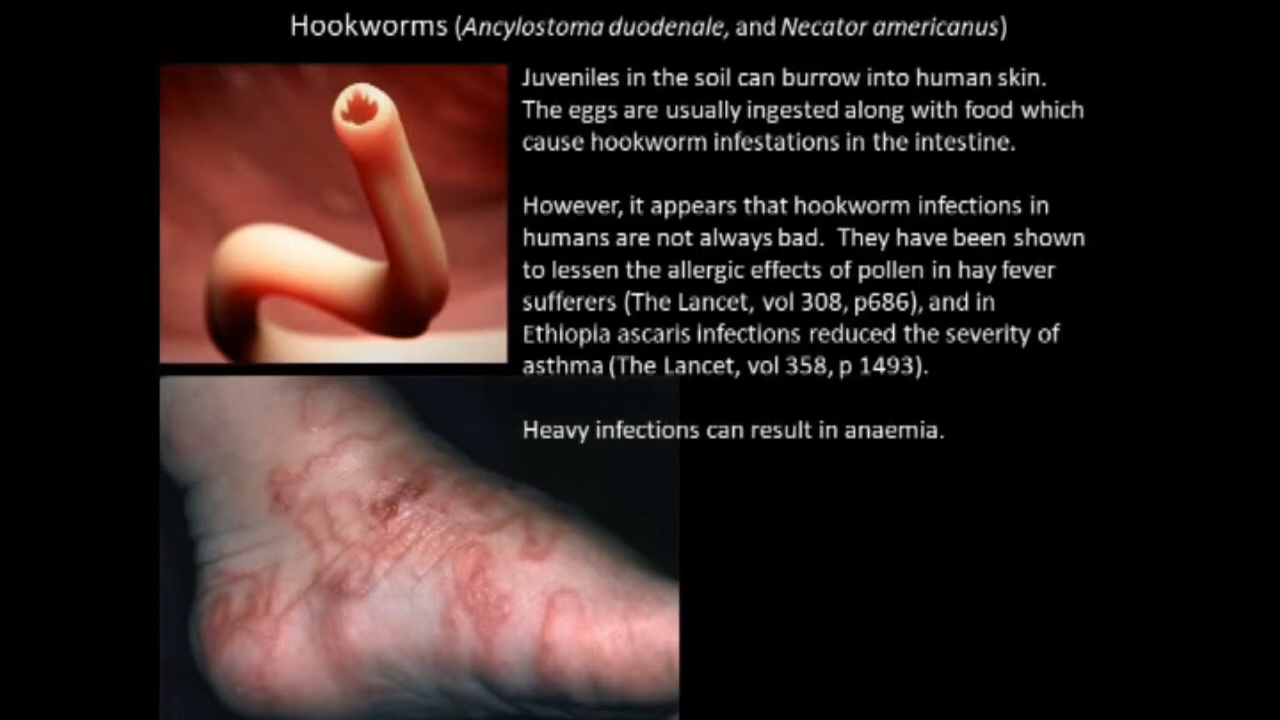 Hookworms (Ancylostoma duodenale, and Necator americanus)
Juveniles in the soil can burrow into human skin.
The eggs are usually ingested along with food which
cause hookworm infestations in the intestine.
However, it appears that hookworm infections in
humans are not always bad. They have been shown
to lessen the allergic effects of pollen in hay fever
sufferers (The Lancet, vol 308, p686), and in
Ethiopia ascaris infections reduced the severity of
asthma (The Lancet, vol 358, p 1493).
Heavy infections can result in anaemia.